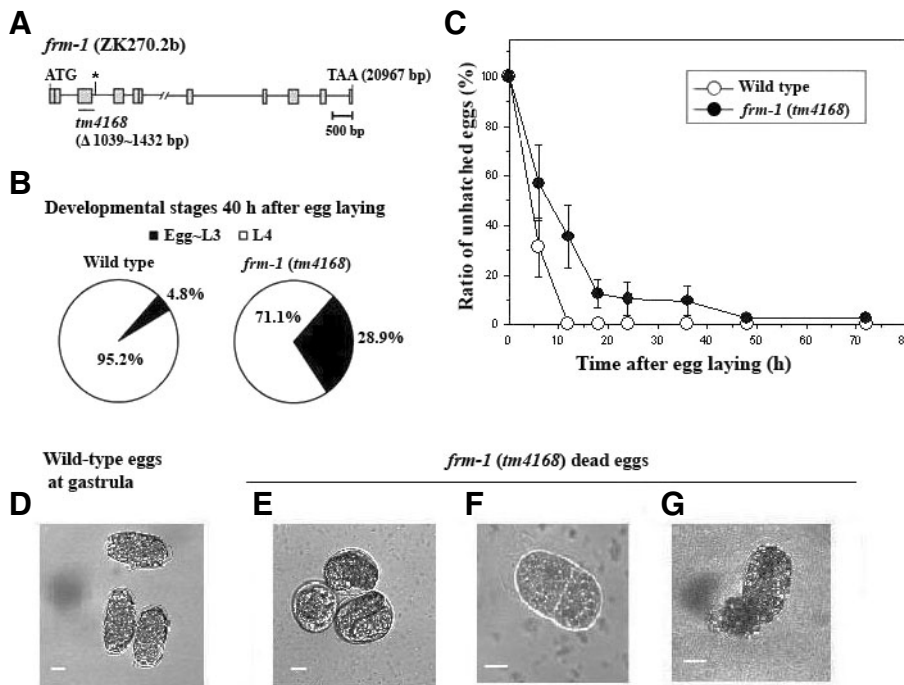 A
frm-1 (ZK270.2b)
ATG
*
TAA (20967 bp)
tm4168
(Δ 1039~1432 bp)
500 bp
B
Developmental stages 40 h after egg laying
Egg~L3 L4
Wild type
frm-1 (tm4168)
4.8%
95.2%
71.1%
28.9%
C
Ratio of unhatched eggs (%)
100
80
60
40
20
0
Wild type
frm-1 (tm4168)
0 10 20 30 40 50 60 70 80
Time after egg laying (h)
Wild-type eggs
at gastrula
frm-1 (tm4168) dead eggs
D
E
F
G